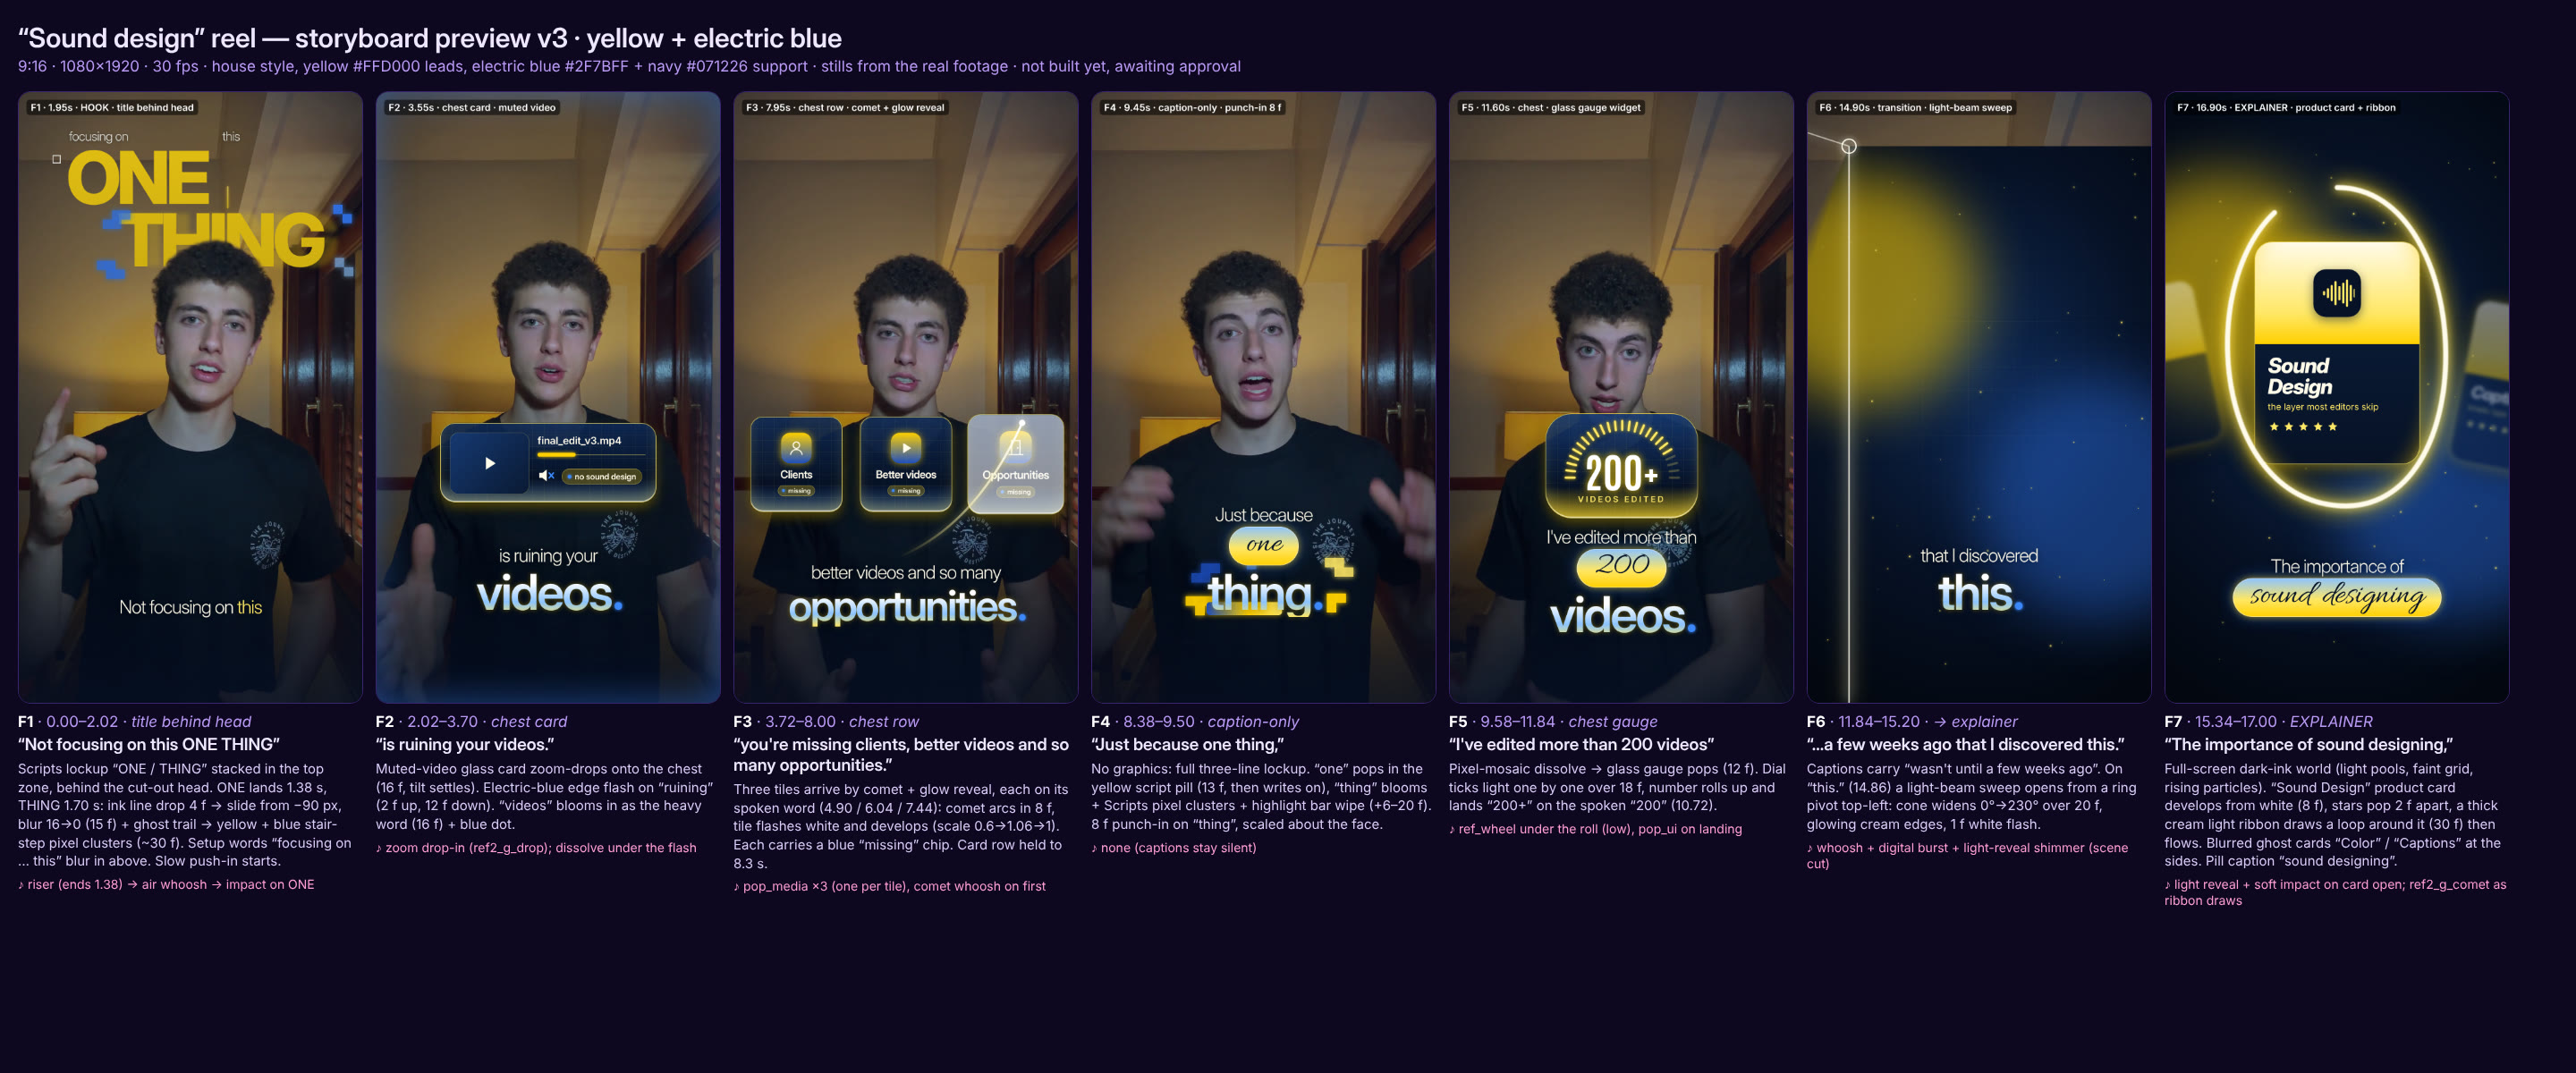 “Sound design” reel — storyboard preview v3 · yellow + electric blue
9:16 · 1080×1920 · 30 fps · house style, yellow #FFD000 leads, electric blue #2F7BFF + navy #071226 support · stills from the real footage · not built yet, awaiting approval
F1 · 1.95s · HOOK · title behind head
focusing on this
ONE
THING
Not focusing on this
F1 · 0.00–2.02 · title behind head
“Not focusing on this ONE THING”
Scripts lockup “ONE / THING” stacked in the top
zone, behind the cut-out head. ONE lands 1.38 s,
THING 1.70 s: ink line drop 4 f → slide from −90 px,
blur 16→0 (15 f) + ghost trail → yellow + blue stair-
step pixel clusters (~30 f). Setup words “focusing on
... this” blur in above. Slow push-in starts.
♪ riser (ends 1.38) → air whoosh → impact on ONE
F2 · 3.55s · chest card · muted video
final_edit_v3.mp4
no sound design
is ruining your
videos.
F2 · 2.02–3.70 · chest card
“is ruining your videos.”
Muted-video glass card zoom-drops onto the chest
(16 f, tilt settles). Electric-blue edge flash on “ruining”
(2 f up, 12 f down). “videos” blooms in as the heavy
word (16 f) + blue dot.
♪ zoom drop-in (ref2_g_drop); dissolve under the flash
F3 · 7.95s · chest row · comet + glow reveal
Clients
missing
Better videos
missing
Opportunities
missing
better videos and so many
opportunities.
F3 · 3.72–8.00 · chest row
“you're missing clients, better videos and so
many opportunities.”
Three tiles arrive by comet + glow reveal, each on its
spoken word (4.90 / 6.04 / 7.44): comet arcs in 8 f,
tile flashes white and develops (scale 0.6→1.06→1).
Each carries a blue “missing” chip. Card row held to
8.3 s.
♪ pop_media ×3 (one per tile), comet whoosh on first
F4 · 9.45s · caption-only · punch-in 8 f
Just because
one
thing.
F4 · 8.38–9.50 · caption-only
“Just because one thing,”
No graphics: full three-line lockup. “one” pops in the
yellow script pill (13 f, then writes on), “thing” blooms
+ Scripts pixel clusters + highlight bar wipe (+6–20 f).
8 f punch-in on “thing”, scaled about the face.
♪ none (captions stay silent)
F5 · 11.60s · chest · glass gauge widget
200+
VIDEOS EDITED
I've edited more than
200
videos.
F5 · 9.58–11.84 · chest gauge
“I've edited more than 200 videos”
Pixel-mosaic dissolve → glass gauge pops (12 f). Dial
ticks light one by one over 18 f, number rolls up and
lands “200+” on the spoken “200” (10.72).
♪ ref_wheel under the roll (low), pop_ui on landing
F6 · 14.90s · transition · light-beam sweep
that I discovered
this.
F6 · 11.84–15.20 · → explainer
“...a few weeks ago that I discovered this.”
Captions carry “wasn't until a few weeks ago”. On
“this.” (14.86) a light-beam sweep opens from a ring
pivot top-left: cone widens 0°→230° over 20 f,
glowing cream edges, 1 f white flash.
♪ whoosh + digital burst + light-reveal shimmer (scene
cut)
F7 · 16.90s · EXPLAINER · product card + ribbon
Sound
Design
the layer most editors skip
The importance of
sound designing
F7 · 15.34–17.00 · EXPLAINER
“The importance of sound designing,”
Full-screen dark-ink world (light pools, faint grid,
rising particles). “Sound Design” product card
develops from white (8 f), stars pop 2 f apart, a thick
cream light ribbon draws a loop around it (30 f) then
flows. Blurred ghost cards “Color” / “Captions” at the
sides. Pill caption “sound designing”.
♪ light reveal + soft impact on card open; ref2_g_comet as
ribbon draws